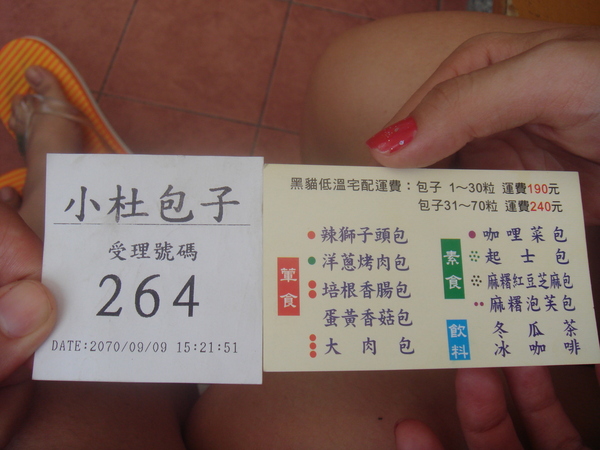 小杜包子
受理號碼
264
DATE:2070/09/09 15:21:51
黑貓低溫宅配運費：包子 1～30粒 運費190元
包子31～70粒 運費240元
葷食
辣獅子頭包
洋蔥烤肉包
培根香腸包
蛋黃香菇包
大肉包
素食
咖哩菜包
起士包
麻糬紅豆芝麻包
麻糬泡芙包
飲料
冬瓜茶
冰咖啡